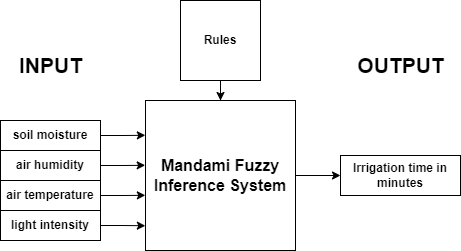 Rules
INPUT
OUTPUT
soil moisture
air humidity
air temperature
light intensity
Mandami Fuzzy
Inference System
Irrigation time in
minutes